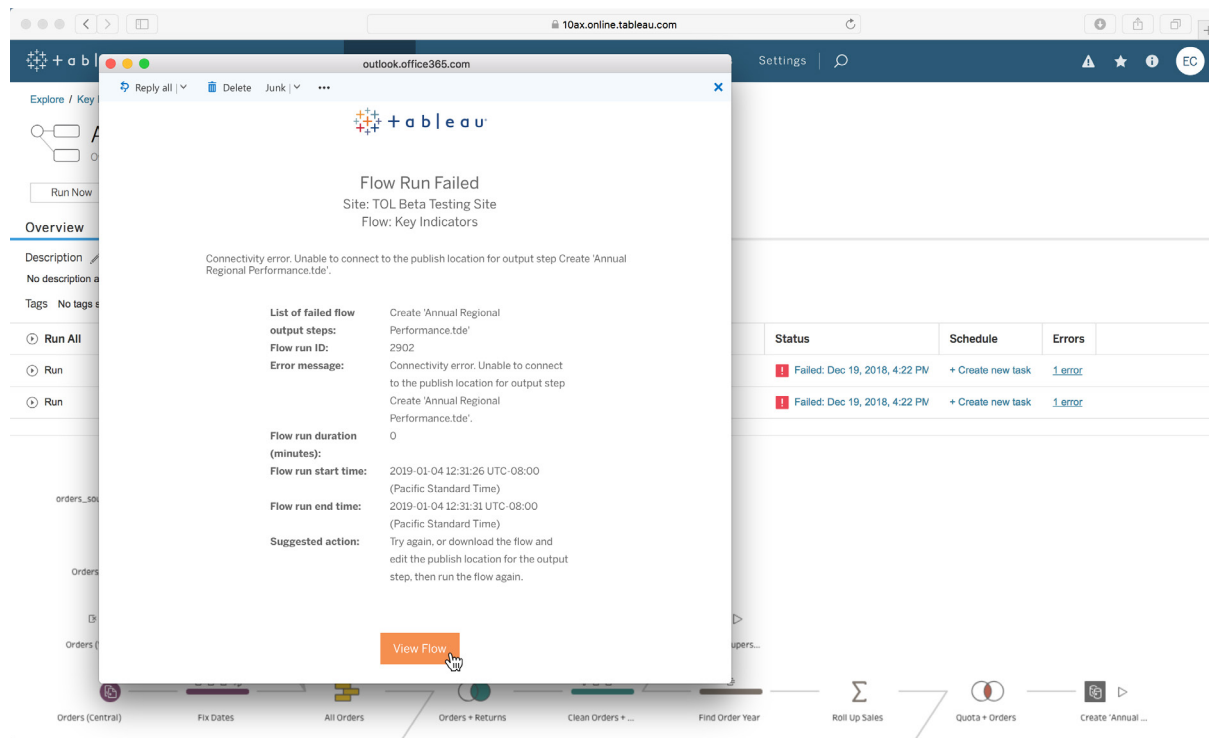 10ax.online.tableau.com
+ a b |
Settings
EC
outlook.office365.com
Reply all
Delete
Junk
Explore / Key
+ a b | e a u
A
Run Now
Overview
Description
No description a
Tags No tags s
Flow Run Failed
Site: TOL Beta Testing Site
Flow: Key Indicators
Connectivity error. Unable to connect to the publish location for output step Create 'Annual
Regional Performance.tde'.
List of failed flow
output steps:
Create 'Annual Regional
Performance.tde'
Flow run ID: 2902
Error message: Connectivity error. Unable to connect
to the publish location for output step
Create 'Annual Regional
Performance.tde'.
Flow run duration
(minutes):
0
Flow run start time: 2019-01-04 12:31:26 UTC-08:00
(Pacific Standard Time)
Flow run end time: 2019-01-04 12:31:31 UTC-08:00
(Pacific Standard Time)
Suggested action: Try again, or download the flow and
edit the publish location for the output
step, then run the flow again.
View Flow
Run All
Status Schedule Errors
Run
Failed: Dec 19, 2018, 4:22 PM + Create new task 1 error
Run
Failed: Dec 19, 2018, 4:22 PM + Create new task 1 error
orders_sou
Orders
Orders (
upers...
Orders (Central) Fix Dates All Orders Orders + Returns Clean Orders + ... Find Order Year Roll Up Sales Quota + Orders Create 'Annual ...